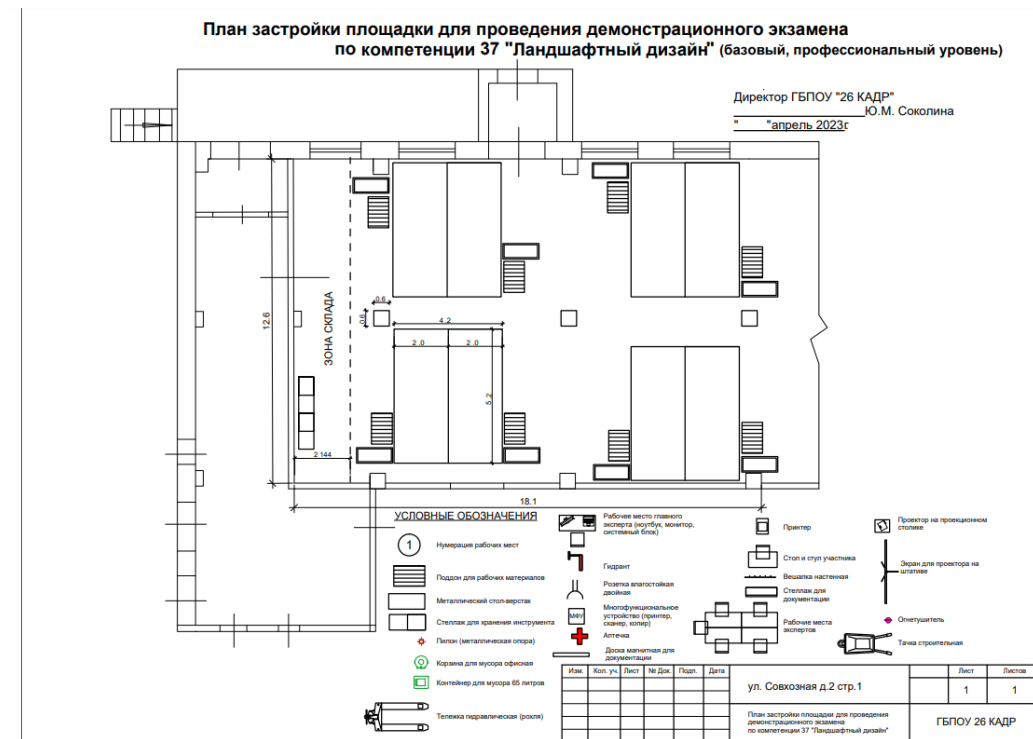 План застройки площадки для проведения демонстрационного экзамена
по компетенции 37 "Ландшафтный дизайн" (базовый, профессиональный уровень)
Директор ГБПОУ "26 КАДР"
Ю.М. Соколина
" "апрель 2023г
12.6
ЗОНА СКЛАДА
0.6
0.6
4.2
2.0
2.0
5.2
2 144
18.1
УСЛОВНЫЕ ОБОЗНАЧЕНИЯ
1
Нумерация рабочих мест
Поддон для рабочих материалов
Металлический стол-верстак
Стеллаж для хранения инструмента
Пилон (металлическая опора)
Корзина для мусора офисная
Контейнер для мусора 65 литров
Тележка гидравлическая (рохля)
Рабочее место главного
эксперта (ноутбук, монитор,
системный блок)
Гидрант
Розетка влагостойкая
двойная
МФУ
Многофункциональное
устройство (принтер,
сканер, копир)
Аптечка
Доска магнитная для
документации
Принтер
Стол и стул участника
Вешалка настенная
Стеллаж для
документации
Рабочие места
экспертов
Проектор на проекционном
столике
Экран для проектора на
штативе
Огнетушитель
Тачка строительная
Изм. Кол. уч. Лист № Док. Подп. Дата
ул. Совхозная д.2 стр.1
Лист Листов
1 1
План застройки площадки для проведения
демонстрационного экзамена
по компетенции 37 "Ландшафтный дизайн"
ГБПОУ 26 КАДР